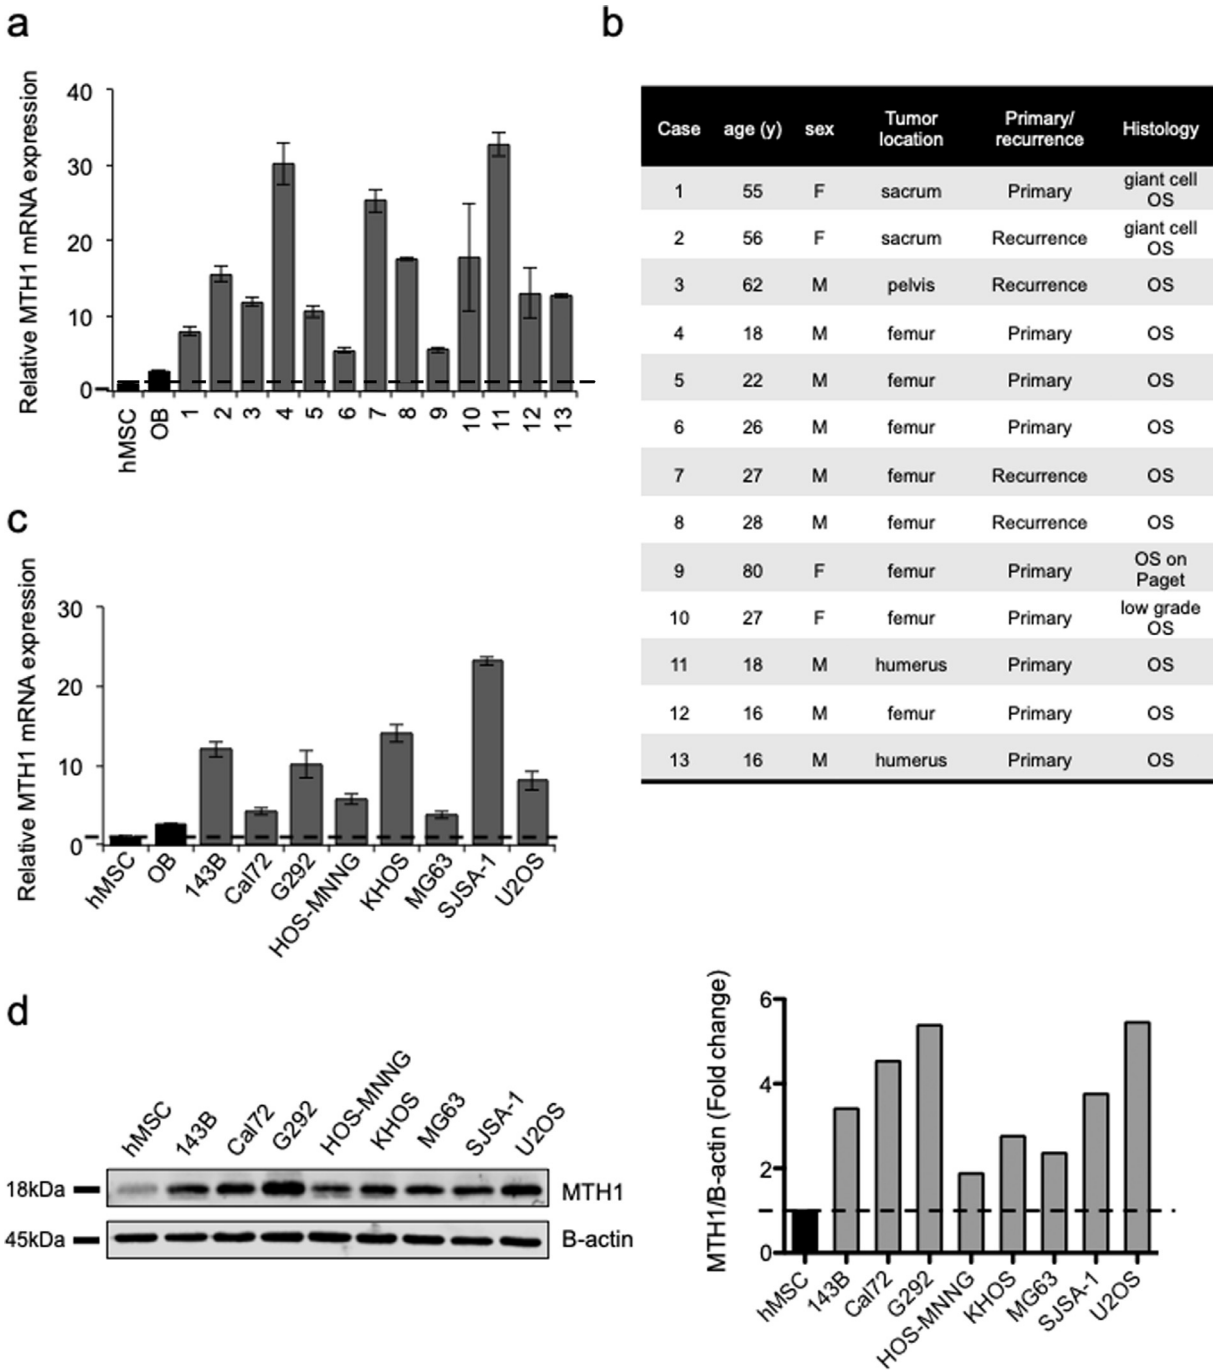 a
Relative MTH1 mRNA expression
40
30
20
10
0
hMSC OB 1 2 3 4 5 6 7 8 9 10 11 12 13
b
Case age (y) sex Tumor location Primary/ recurrence Histology
1 55 F sacrum Primary giant cell OS
2 56 F sacrum Recurrence giant cell OS
3 62 M pelvis Recurrence OS
4 18 M femur Primary OS
5 22 M femur Primary OS
6 26 M femur Primary OS
7 27 M femur Recurrence OS
8 28 M femur Recurrence OS
9 80 F femur Primary OS on Paget
10 27 F femur Primary low grade OS
11 18 M humerus Primary OS
12 16 M femur Primary OS
13 16 M humerus Primary OS
c
Relative MTH1 mRNA expression
30
20
10
0
hMSC OB 143B Cal72 G292 HOS-MNNG KHOS MG63 SJSA-1 U2OS
d
hMSC 143B Cal72 G292 HOS-MNNG KHOS MG63 SJSA-1 U2OS
18kDa MTH1
45kDa B-actin
MTH1/B-actin (Fold change)
6
4
2
0
hMSC 143B Cal72 G292 HOS-MNNG KHOS MG63 SJSA-1 U2OS